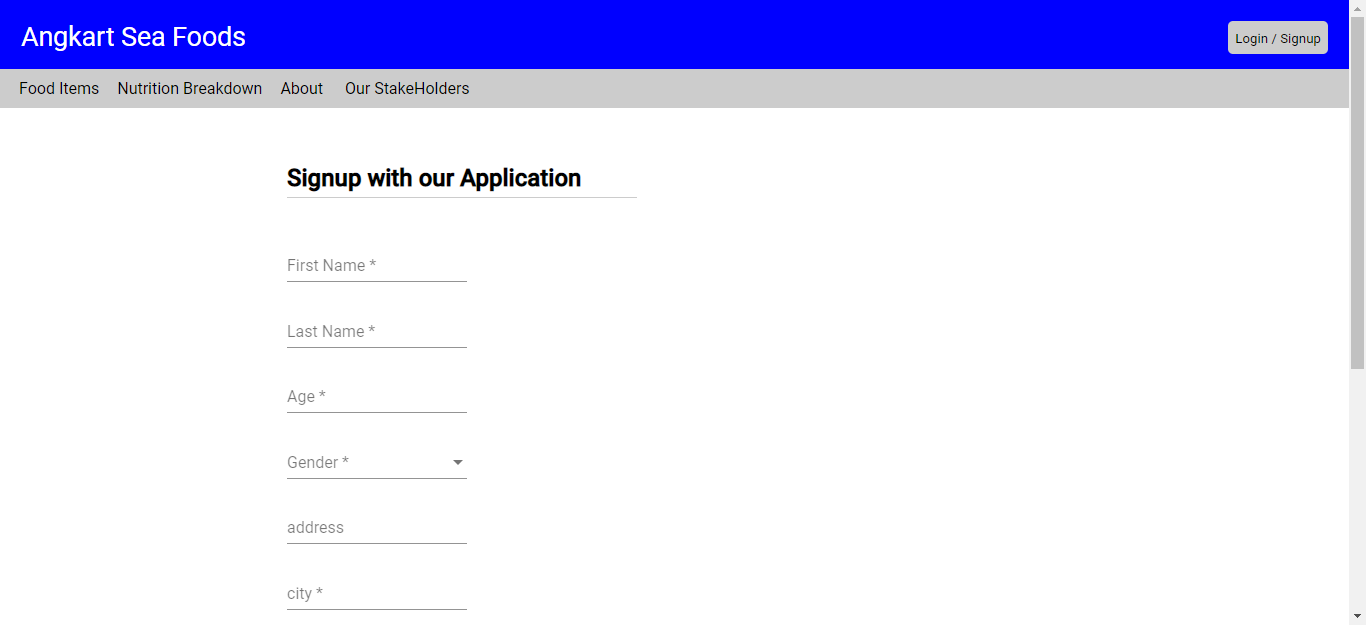 Angkart Sea Foods
Login / Signup
Food Items Nutrition Breakdown About Our StakeHolders
Signup with our Application
First Name *
Last Name *
Age *
Gender *
address
city *